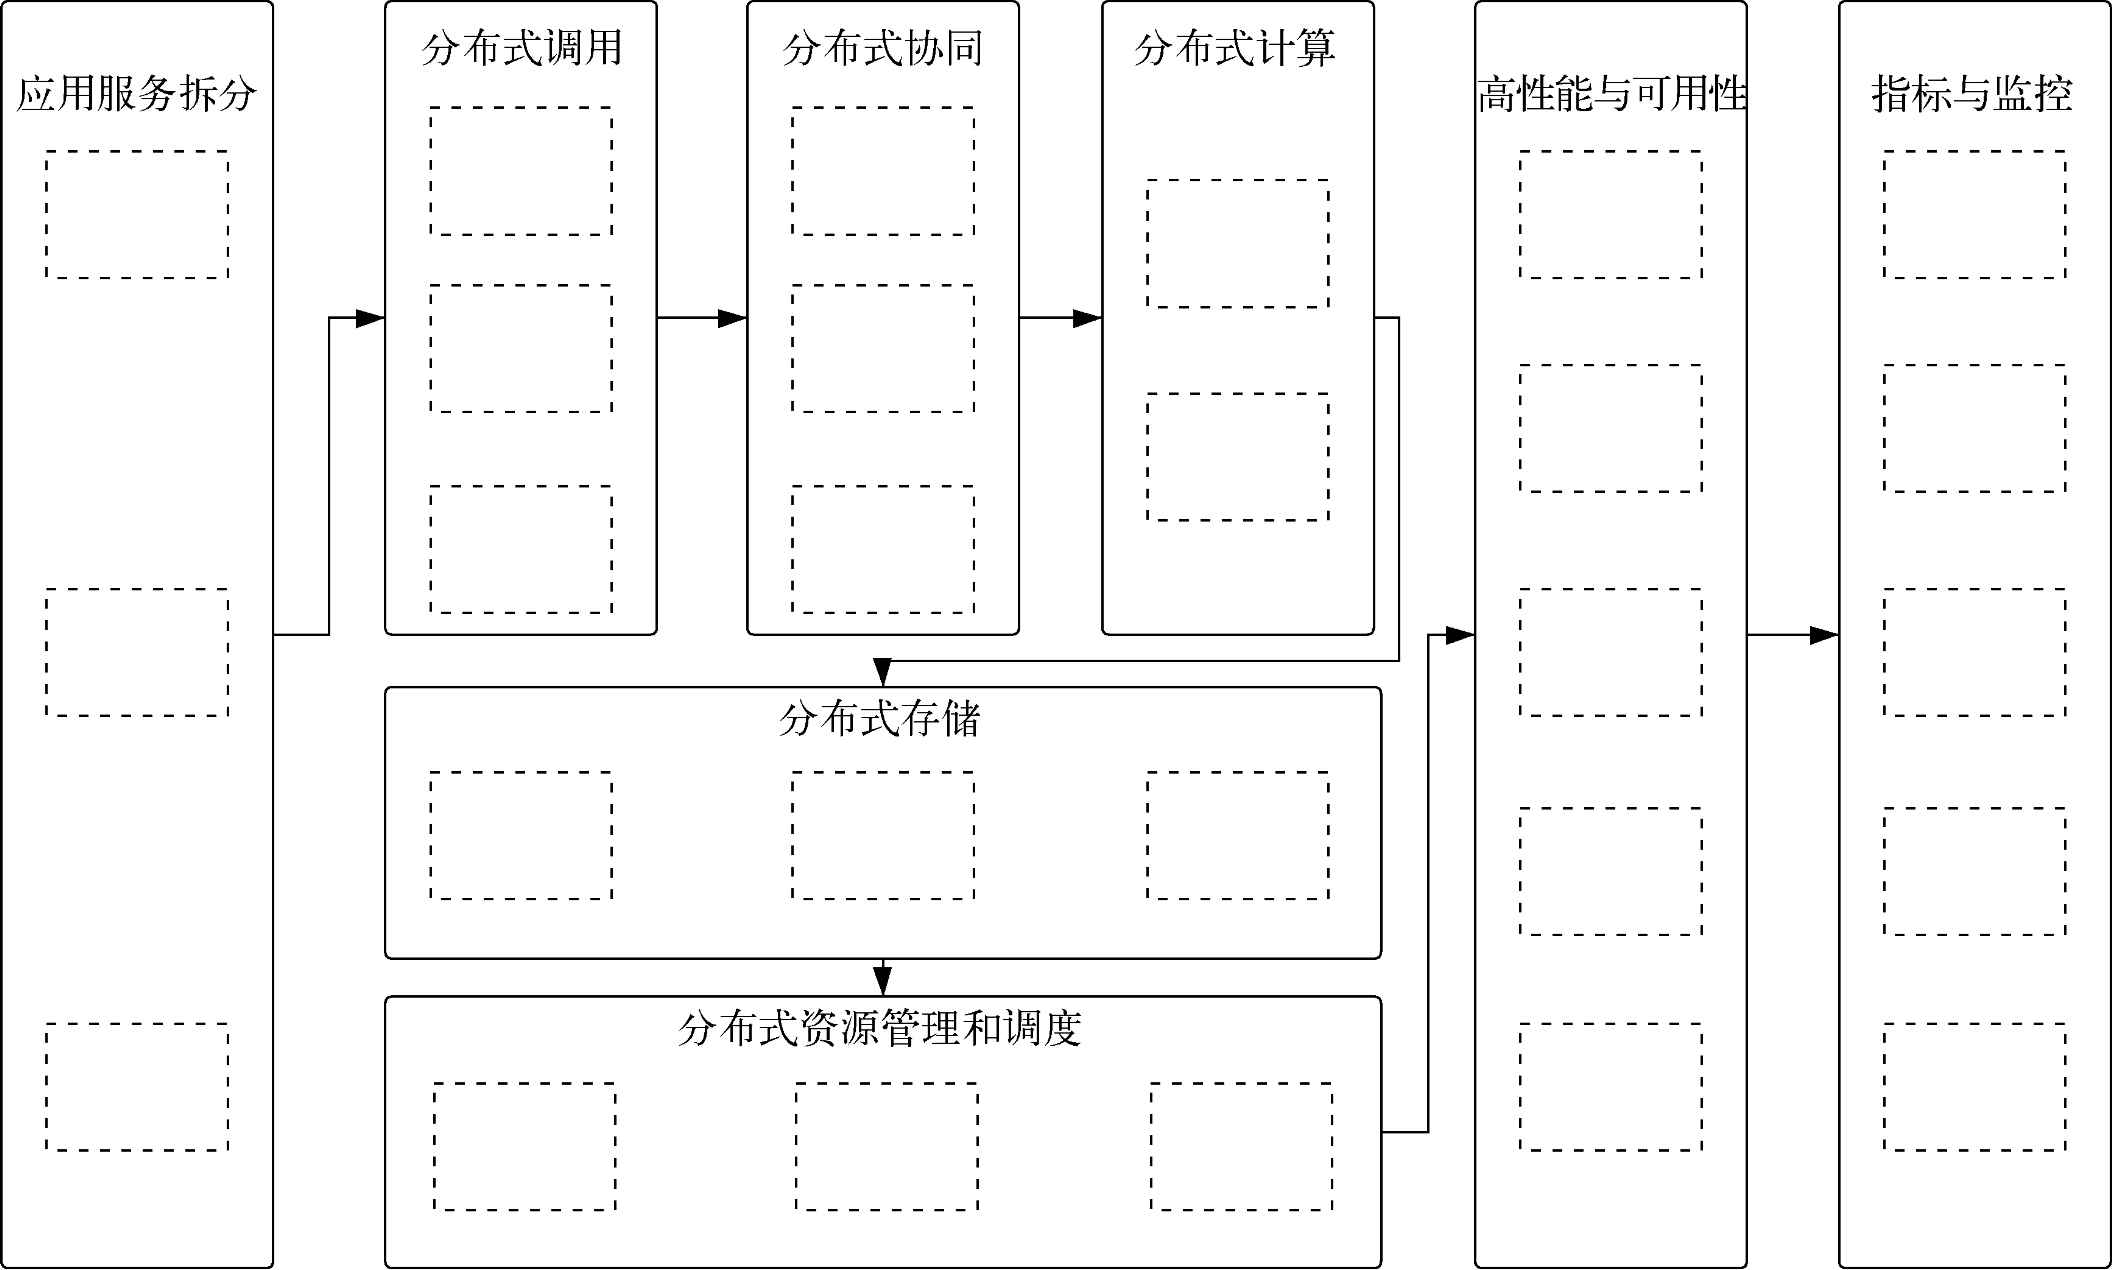 应用服务拆分
分布式调用
分布式协同
分布式计算
分布式存储
分布式资源管理和调度
高性能与可用性
指标与监控